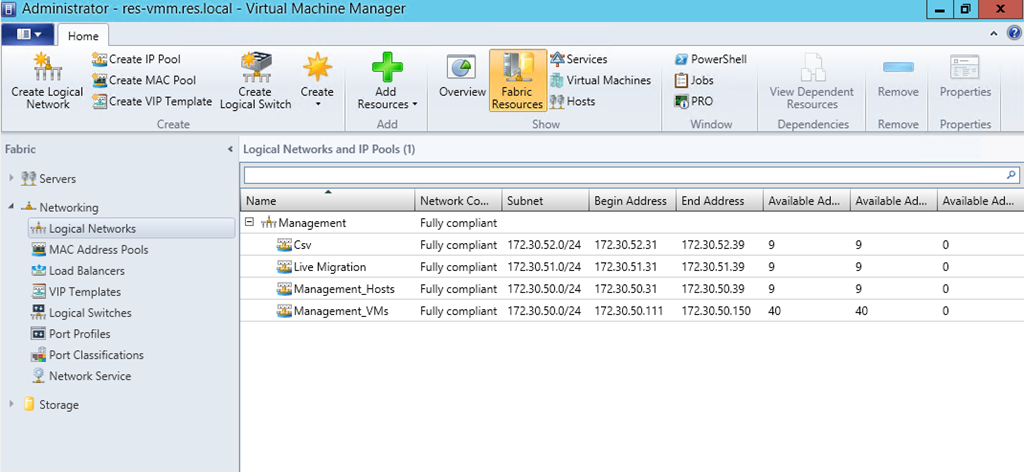 Administrator - res-vmm.res.local - Virtual Machine Manager
Home
Create Logical Network
Create IP Pool
Create MAC Pool
Create VIP Template
Create Logical Switch
Create
Create
Add Resources
Add
Overview
Fabric Resources
Services
Virtual Machines
Hosts
Show
PowerShell
Jobs
PRO
Window
View Dependent Resources
Dependencies
Remove
Remove
Properties
Properties
Fabric
Servers
Networking
Logical Networks
MAC Address Pools
Load Balancers
VIP Templates
Logical Switches
Port Profiles
Port Classifications
Network Service
Storage
Logical Networks and IP Pools (1)
Name Network Co... Subnet Begin Address End Address Available Ad... Available Ad... Available Ad...
Management Fully compliant
Csv Fully compliant 172.30.52.0/24 172.30.52.31 172.30.52.39 9 9 0
Live Migration Fully compliant 172.30.51.0/24 172.30.51.31 172.30.51.39 9 9 0
Management_Hosts Fully compliant 172.30.50.0/24 172.30.50.31 172.30.50.39 9 9 0
Management_VMs Fully compliant 172.30.50.0/24 172.30.50.111 172.30.50.150 40 40 0